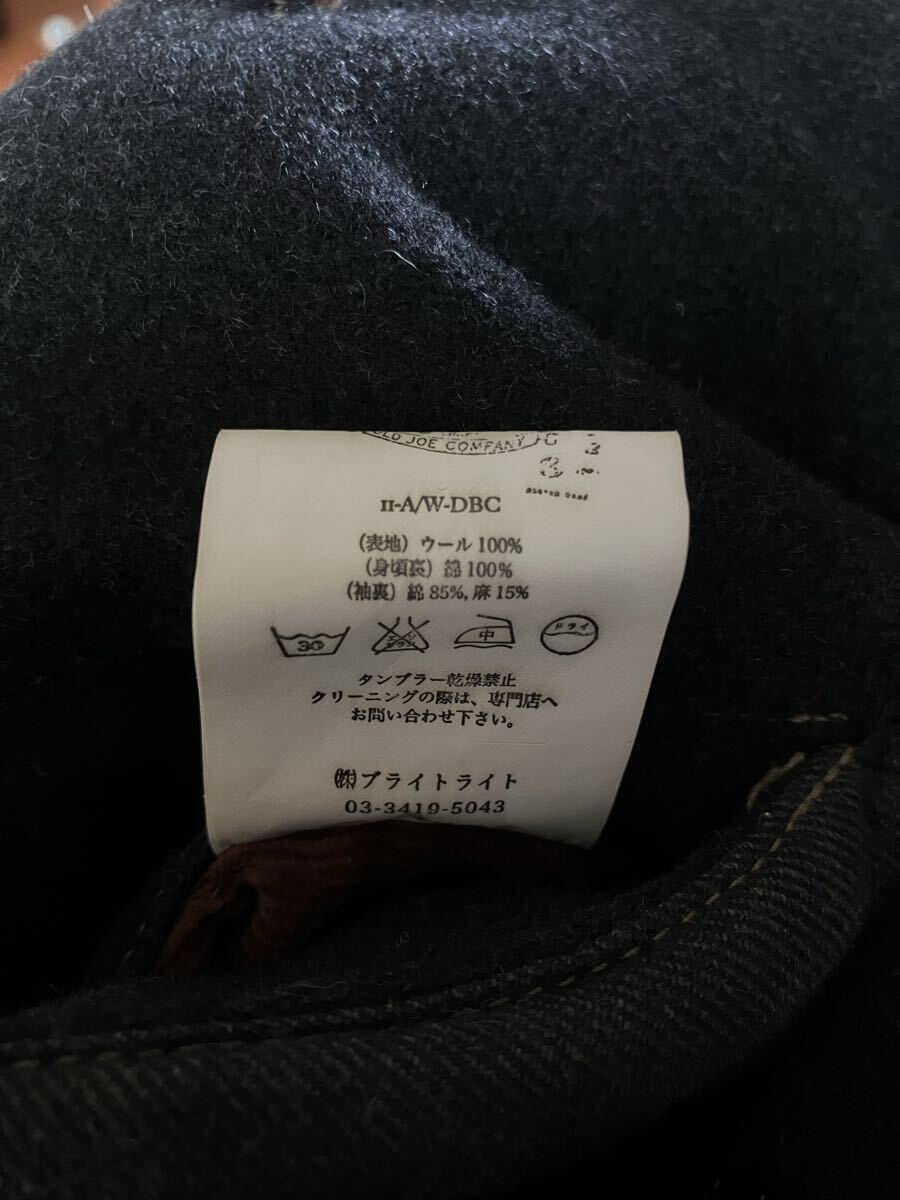 OLD JOE COMPANY
11-A/W-DBC
(表地) ウール 100%
(身頃裏) 綿 100%
(袖裏) 綿 85%, 麻 15%
30
中
ドライ
タンブラー乾燥禁止
クリーニングの際は、専門店へ
お問い合わせ下さい。
㈱ブライトライト
03-3419-5043